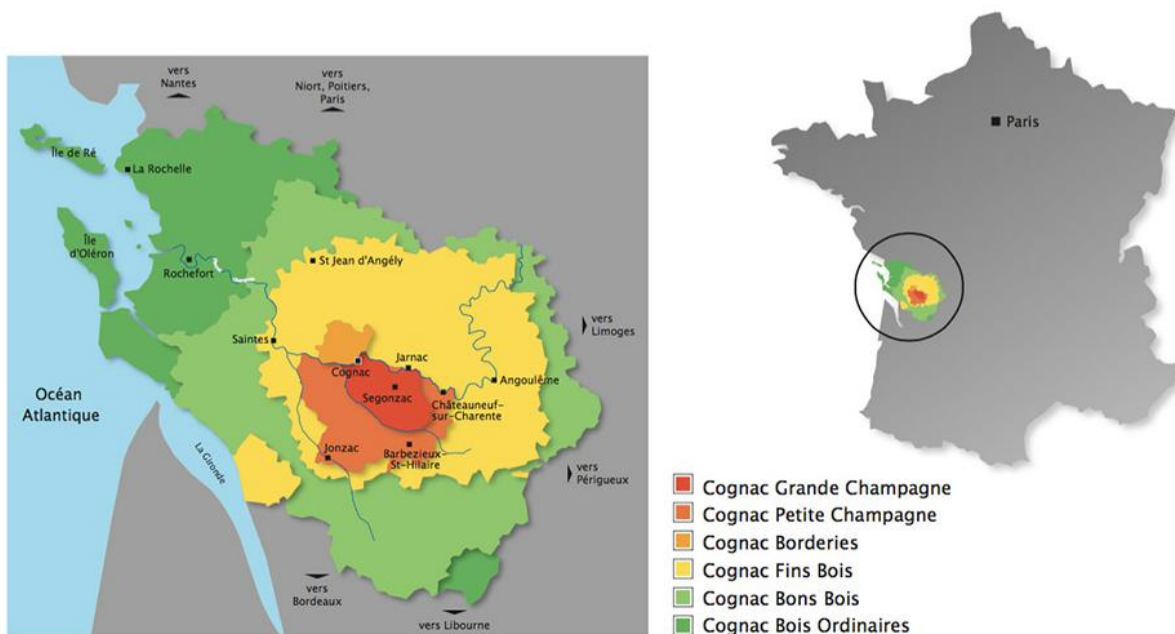 vers
Nantes
vers
Niort, Poitiers,
Paris
Île de Ré
La Rochelle
Île
d'Oléron
Rochefort
St Jean d'Angély
vers
Limoges
Saintes
Cognac
Jarnac
Segonzac
Angoulême
Châteauneuf-
sur-Charente
Océan
Atlantique
La Gironde
Jonzac
Barbezieux-
St-Hilaire
vers
Périgueux
vers
Bordeaux
vers Libourne
Paris
Cognac Grande Champagne
Cognac Petite Champagne
Cognac Borderies
Cognac Fins Bois
Cognac Bons Bois
Cognac Bois Ordinaires